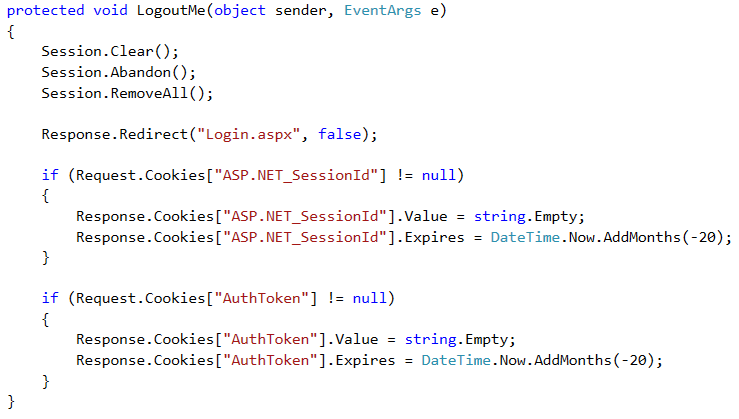 protected void LogoutMe(object sender, EventArgs e)
{
    Session.Clear();
    Session.Abandon();
    Session.RemoveAll();

    Response.Redirect("Login.aspx", false);

    if (Request.Cookies["ASP.NET_SessionId"] != null)
    {
        Response.Cookies["ASP.NET_SessionId"].Value = string.Empty;
        Response.Cookies["ASP.NET_SessionId"].Expires = DateTime.Now.AddMonths(-20);
    }

    if (Request.Cookies["AuthToken"] != null)
    {
        Response.Cookies["AuthToken"].Value = string.Empty;
        Response.Cookies["AuthToken"].Expires = DateTime.Now.AddMonths(-20);
    }
}